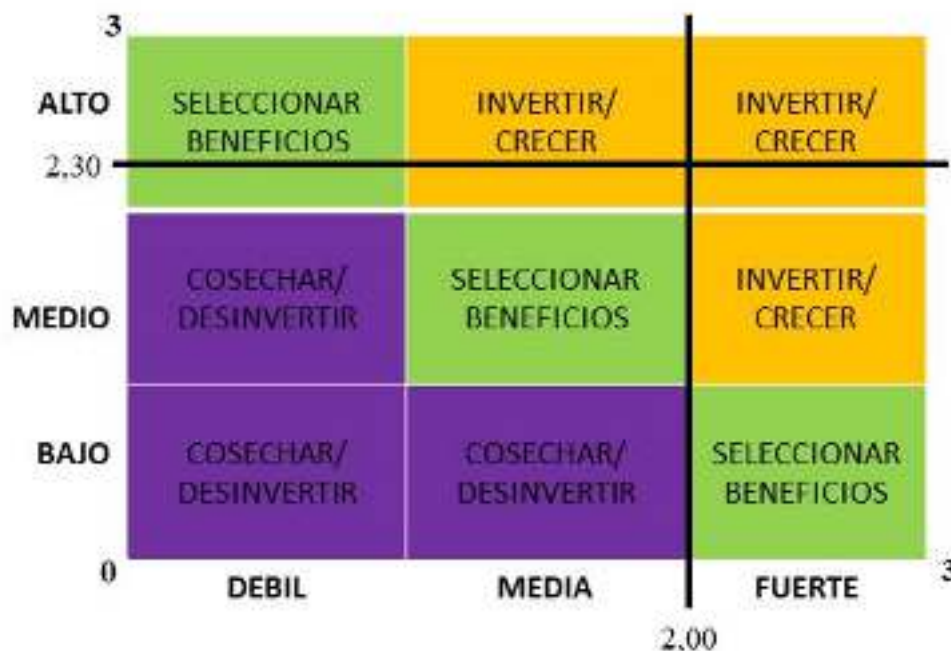 3
ALTO
SELECCIONAR
BENEFICIOS
INVERTIR/
CRECER
INVERTIR/
CRECER
2,30
MEDIO
COSECHAR/
DESINVERTIR
SELECCIONAR
BENEFICIOS
INVERTIR/
CRECER
BAJO
COSECHAR/
DESINVERTIR
COSECHAR/
DESINVERTIR
SELECCIONAR
BENEFICIOS
0
3
DEBIL
MEDIA
FUERTE
2,00